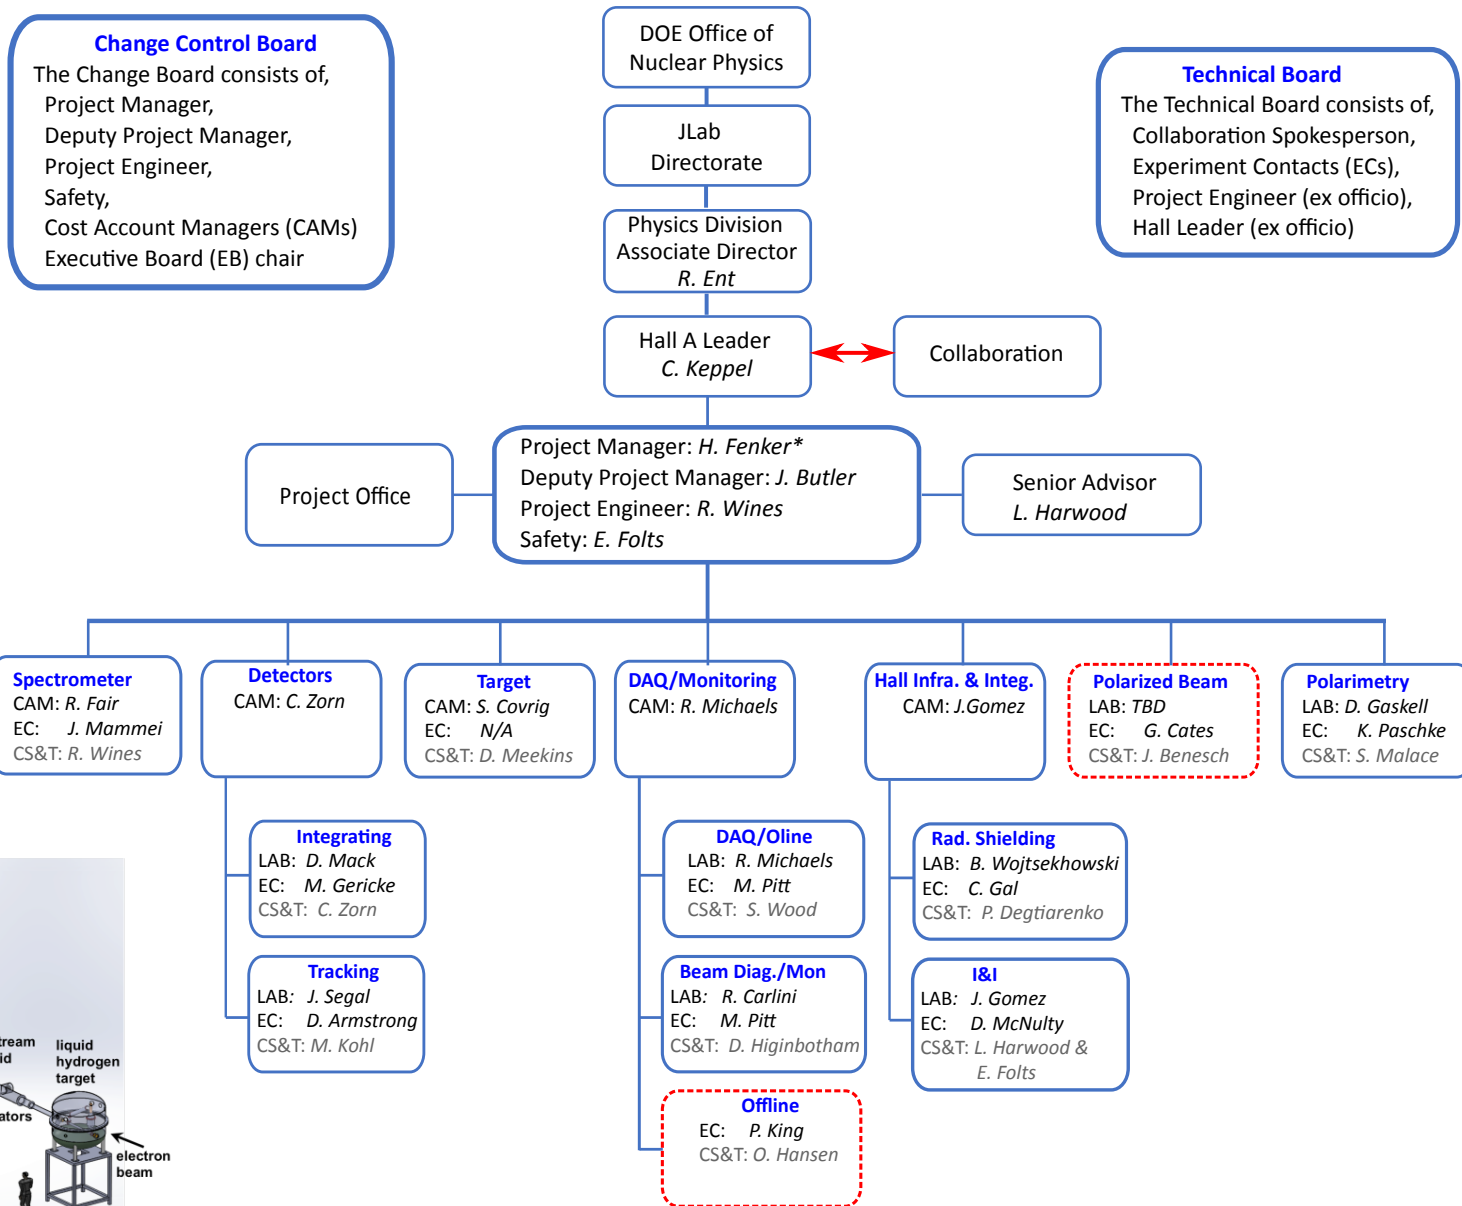 Change Control Board
The Change Board consists of,
Project Manager,
Deputy Project Manager,
Project Engineer,
Safety,
Cost Account Managers (CAMs)
Executive Board (EB) chair
DOE Office of
Nuclear Physics
JLab
Directorate
Physics Division
Associate Director
R. Ent
Hall A Leader
C. Keppel
Collaboration
Technical Board
The Technical Board consists of,
Collaboration Spokesperson,
Experiment Contacts (ECs),
Project Engineer (ex officio),
Hall Leader (ex officio)
Project Office
Project Manager: H. Fenker*
Deputy Project Manager: J. Butler
Project Engineer: R. Wines
Safety: E. Folts
Senior Advisor
L. Harwood
Spectrometer
CAM: R. Fair
EC: J. Mammei
CS&T: R. Wines
Detectors
CAM: C. Zorn
Target
CAM: S. Covrig
EC: N/A
CS&T: D. Meekins
DAQ/Monitoring
CAM: R. Michaels
Hall Infra. & Integ.
CAM: J.Gomez
Polarized Beam
LAB: TBD
EC: G. Cates
CS&T: J. Benesch
Polarimetry
LAB: D. Gaskell
EC: K. Paschke
CS&T: S. Malace
Integrating
LAB: D. Mack
EC: M. Gericke
CS&T: C. Zorn
Tracking
LAB: J. Segal
EC: D. Armstrong
CS&T: M. Kohl
DAQ/Oline
LAB: R. Michaels
EC: M. Pitt
CS&T: S. Wood
Beam Diag./Mon
LAB: R. Carlini
EC: M. Pitt
CS&T: D. Higinbotham
Offline
EC: P. King
CS&T: O. Hansen
Rad. Shielding
LAB: B. Wojtsekhowski
EC: C. Gal
CS&T: P. Degtiarenko
I&I
LAB: J. Gomez
EC: D. McNulty
CS&T: L. Harwood &
E. Folts
liquid
hydrogen
target
electron
beam